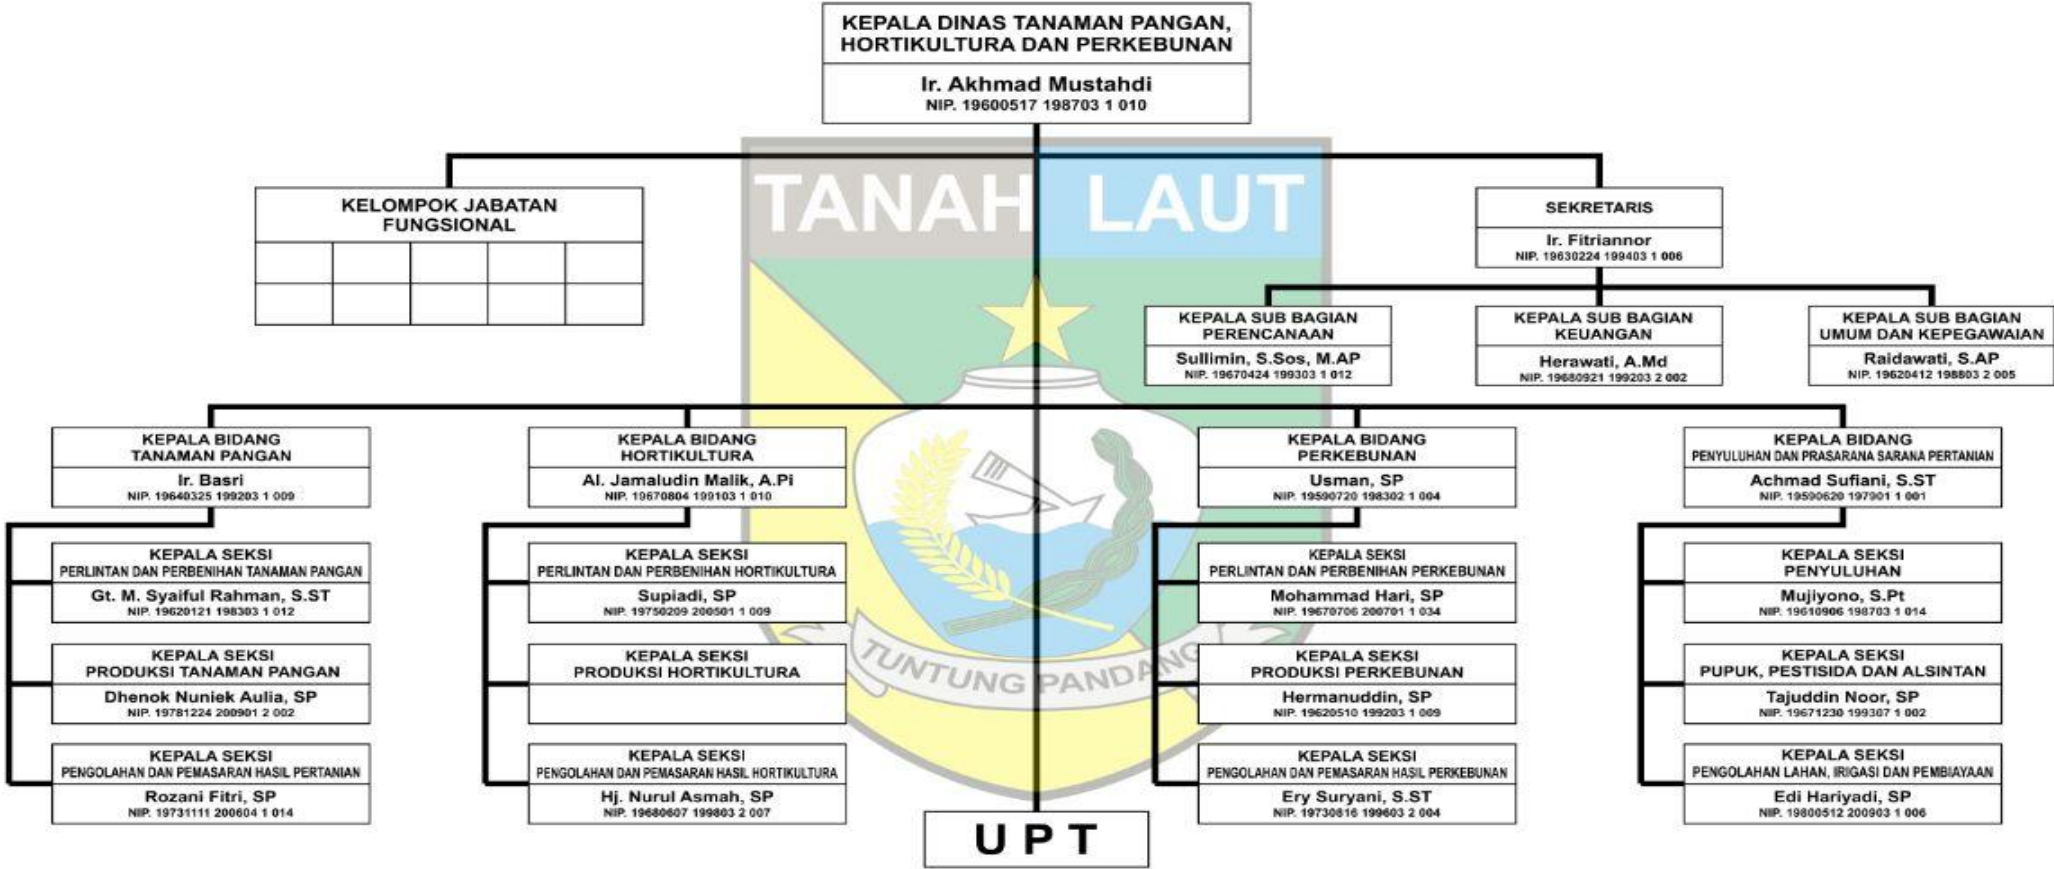 KEPALA DINAS TANAMAN PANGAN,
HORTIKULTURA DAN PERKEBUNAN
Ir. Akhmad Mustahdi
NIP. 19600517 198703 1 010
TANAH LAUT
KELOMPOK JABATAN
FUNGSIONAL
SEKRETARIS
Ir. Fitriannor
NIP. 19630224 199403 1 006
KEPALA SUB BAGIAN
PERENCANAAN
Sullimin, S.Sos, M.AP
NIP. 19670424 199303 1 012
KEPALA SUB BAGIAN
KEUANGAN
Herawati, A.Md
NIP. 19680921 199203 2 002
KEPALA SUB BAGIAN
UMUM DAN KEPEGAWAIAN
Raidawati, S.AP
NIP. 19620412 198803 2 005
KEPALA BIDANG
TANAMAN PANGAN
Ir. Basri
NIP. 19640325 199203 1 009
KEPALA SEKSI
PERLINTAN DAN PERBENIHAN TANAMAN PANGAN
Gt. M. Syaiful Rahman, S.ST
NIP. 19620121 198303 1 012
KEPALA SEKSI
PRODUKSI TANAMAN PANGAN
Dhenok Nuniek Aulia, SP
NIP. 19781224 200901 2 002
KEPALA SEKSI
PENGOLAHAN DAN PEMASARAN HASIL PERTANIAN
Rozani Fitri, SP
NIP. 19731111 200604 1 014
KEPALA BIDANG
HORTIKULTURA
Al. Jamaludin Malik, A.Pi
NIP. 19670804 199103 1 010
KEPALA SEKSI
PERLINTAN DAN PERBENIHAN HORTIKULTURA
Supiadi, SP
NIP. 19750209 200501 1 009
KEPALA SEKSI
PRODUKSI HORTIKULTURA
KEPALA SEKSI
PENGOLAHAN DAN PEMASARAN HASIL HORTIKULTURA
Hj. Nurul Asmah, SP
NIP. 19680607 199803 2 007
KEPALA BIDANG
PERKEBUNAN
Usman, SP
NIP. 19590720 198302 1 004
KEPALA SEKSI
PERLINTAN DAN PERBENIHAN PERKEBUNAN
Mohammad Hari, SP
NIP. 19670706 200701 1 034
KEPALA SEKSI
PRODUKSI PERKEBUNAN
Hermanuddin, SP
NIP. 19620510 199203 1 009
KEPALA SEKSI
PENGOLAHAN DAN PEMASARAN HASIL PERKEBUNAN
Ery Suryani, S.ST
NIP. 19730816 199603 2 004
KEPALA BIDANG
PENYULUHAN DAN PRASARANA SARANA PERTANIAN
Achmad Sufiani, S.ST
NIP. 19590620 197901 1 001
KEPALA SEKSI
PENYULUHAN
Mujiyono, S.Pt
NIP. 19610906 198703 1 014
KEPALA SEKSI
PUPUK, PESTISIDA DAN ALSINTAN
Tajuddin Noor, SP
NIP. 19671230 199307 1 002
KEPALA SEKSI
PENGOLAHAN LAHAN, IRIGASI DAN PEMBIAYAAN
Edi Hariyadi, SP
NIP. 19800512 200903 1 006
TUNTUNG PANDANG
U P T